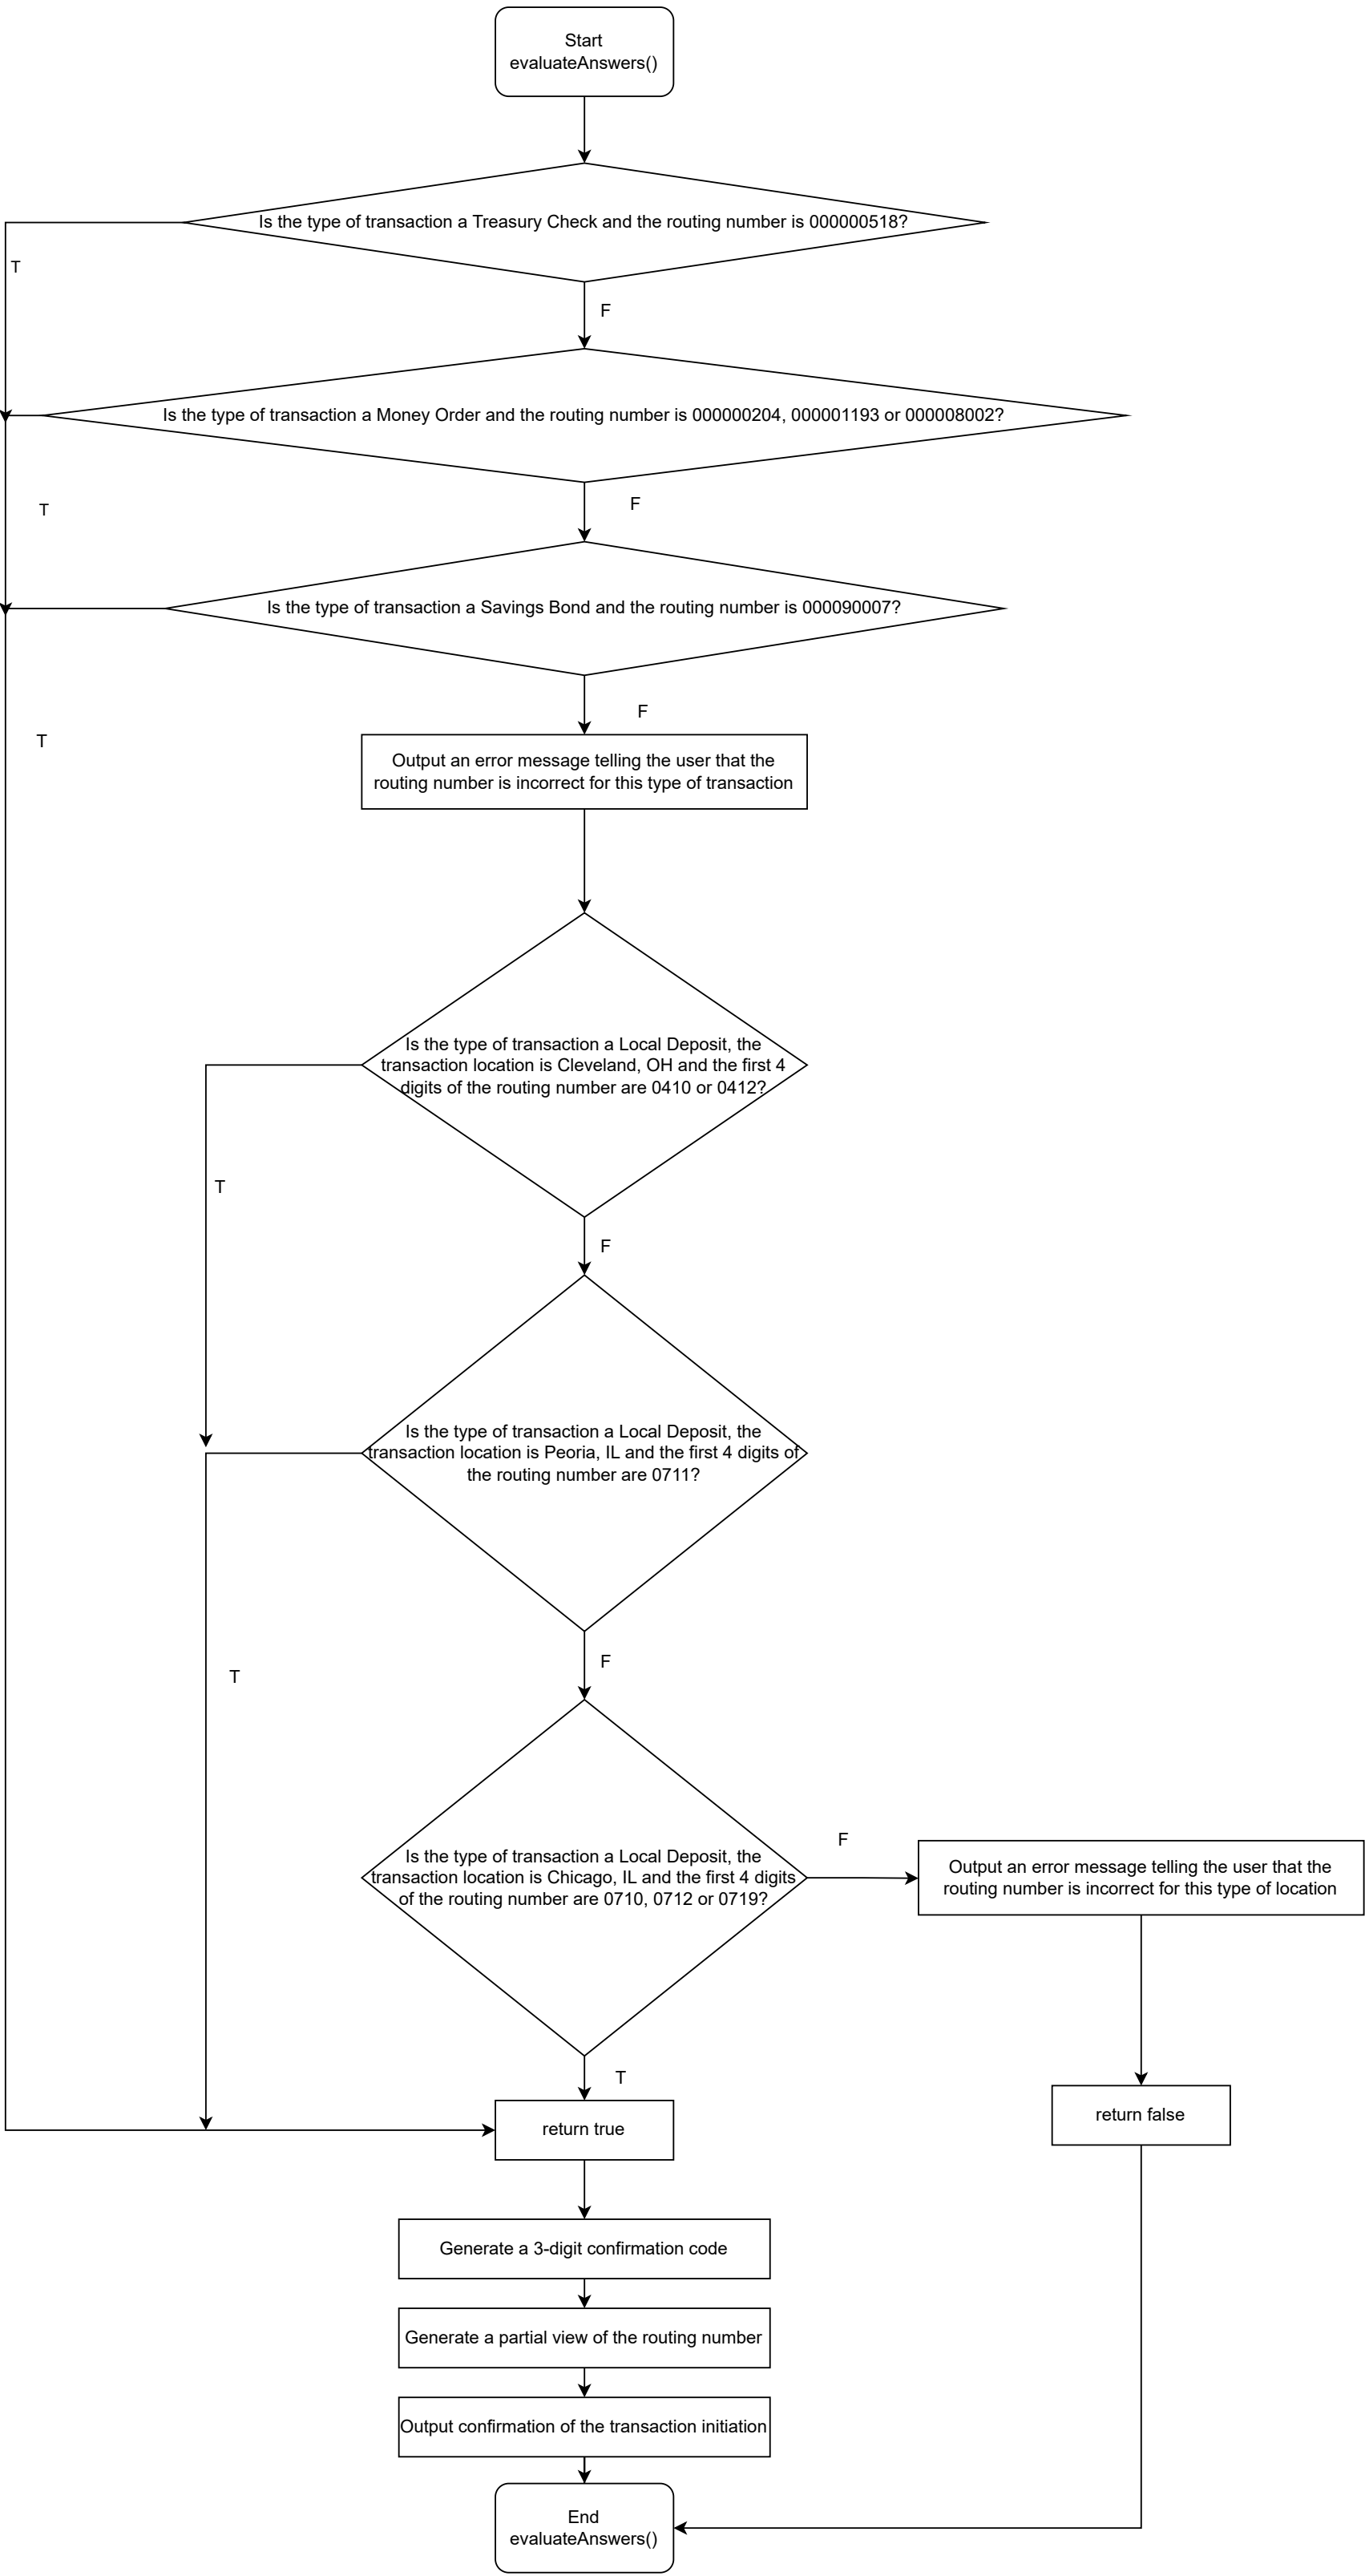 Start
evaluateAnswers()
Is the type of transaction a Treasury Check and the routing number is 000000518?
T
F
Is the type of transaction a Money Order and the routing number is 000000204, 000001193 or 000008002?
F
T
Is the type of transaction a Savings Bond and the routing number is 000090007?
F
T
Output an error message telling the user that the
routing number is incorrect for this type of transaction
Is the type of transaction a Local Deposit, the
transaction location is Cleveland, OH and the first 4
digits of the routing number are 0410 or 0412?
T
F
Is the type of transaction a Local Deposit, the
transaction location is Peoria, IL and the first 4 digits of
the routing number are 0711?
F
T
Is the type of transaction a Local Deposit, the
transaction location is Chicago, IL and the first 4 digits
of the routing number are 0710, 0712 or 0719?
F
Output an error message telling the user that the
routing number is incorrect for this type of location
T
return true
return false
Generate a 3-digit confirmation code
Generate a partial view of the routing number
Output confirmation of the transaction initiation
End
evaluateAnswers()